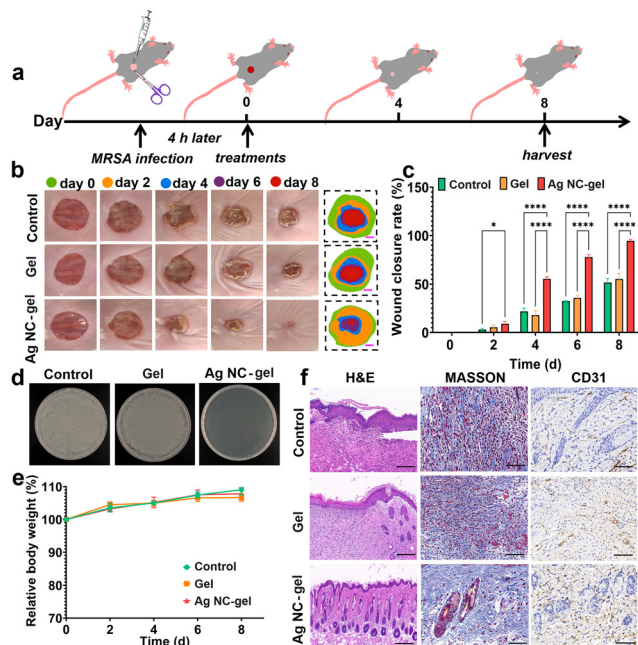 a
0
4
8
Day
4 h later
MRSA infection
treatments
harvest
b
day 0
day 2
day 4
day 6
day 8
Control
Gel
Ag NC-gel
c
Control
Gel
Ag NC-gel
Wound closure rate (%)
150
100
50
0
*
****
****
****
****
****
****
0
2
4
6
8
Time (d)
d
Control
Gel
Ag NC-gel
e
Relative body weight (%)
110
100
90
80
70
Control
Gel
Ag NC-gel
0
2
4
6
8
Time (d)
f
H&E
MASSON
CD31
Control
Gel
Ag NC-gel